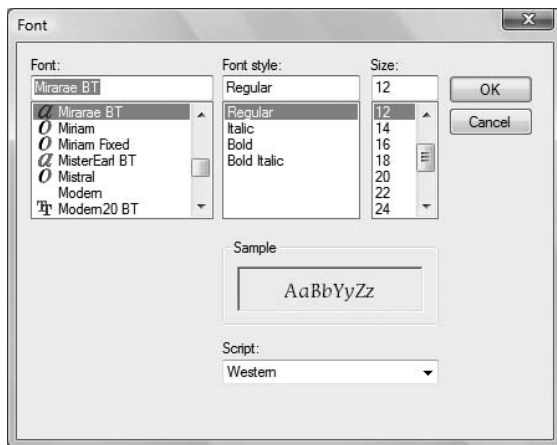 Font
Font:
Mirarae BT
Mirarae BT
Miriam
Miriam Fixed
MisterEarl BT
Mistral
Modern
Modern20 BT
Font style:
Regular
Regular
Italic
Bold
Bold Italic
Size:
12
12
14
16
18
20
22
24
OK
Cancel
Sample
AaBbYyZz
Script:
Western